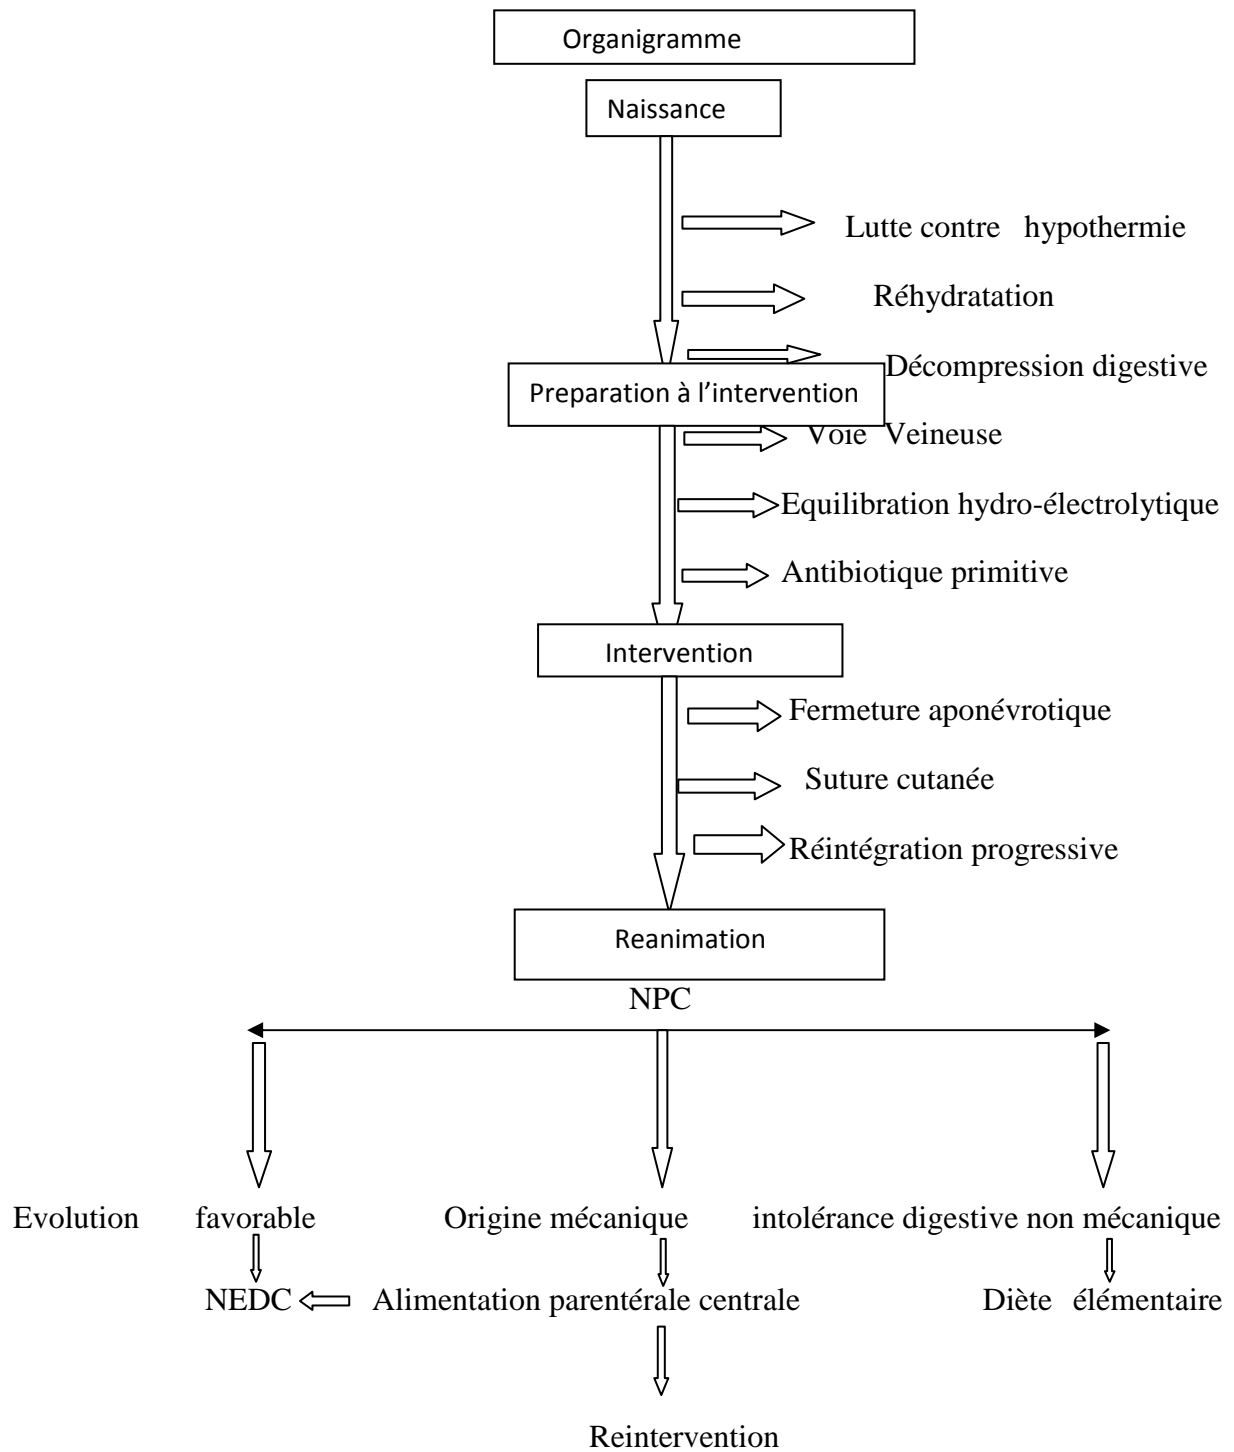 Organigramme
Naissance
Lutte contre hypothermie
Réhydratation
Décompression digestive
Preparation à l’intervention
Voie Veineuse
Equilibration hydro-électrolytique
Antibiotique primitive
Intervention
Fermeture aponévrotique
Suture cutanée
Réintégration progressive
Reanimation
NPC
Evolution favorable Origine mécanique intolérance digestive non mécanique
NEDC Alimentation parentérale centrale Diète élémentaire
Reintervention